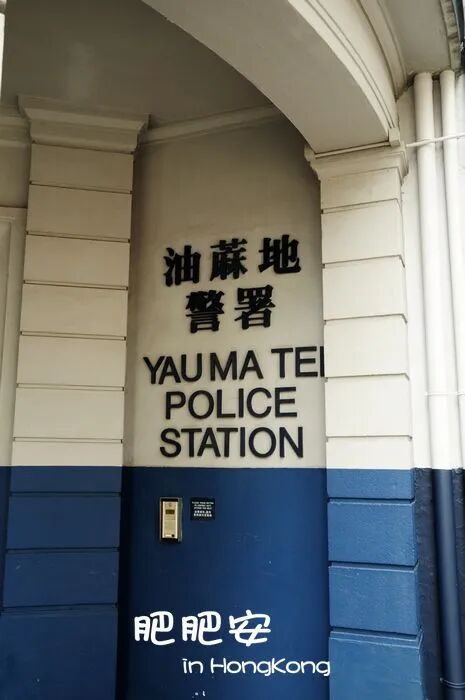 油蔴地
警署
YAU MA TEI
POLICE
STATION
肥肥安
in HongKong